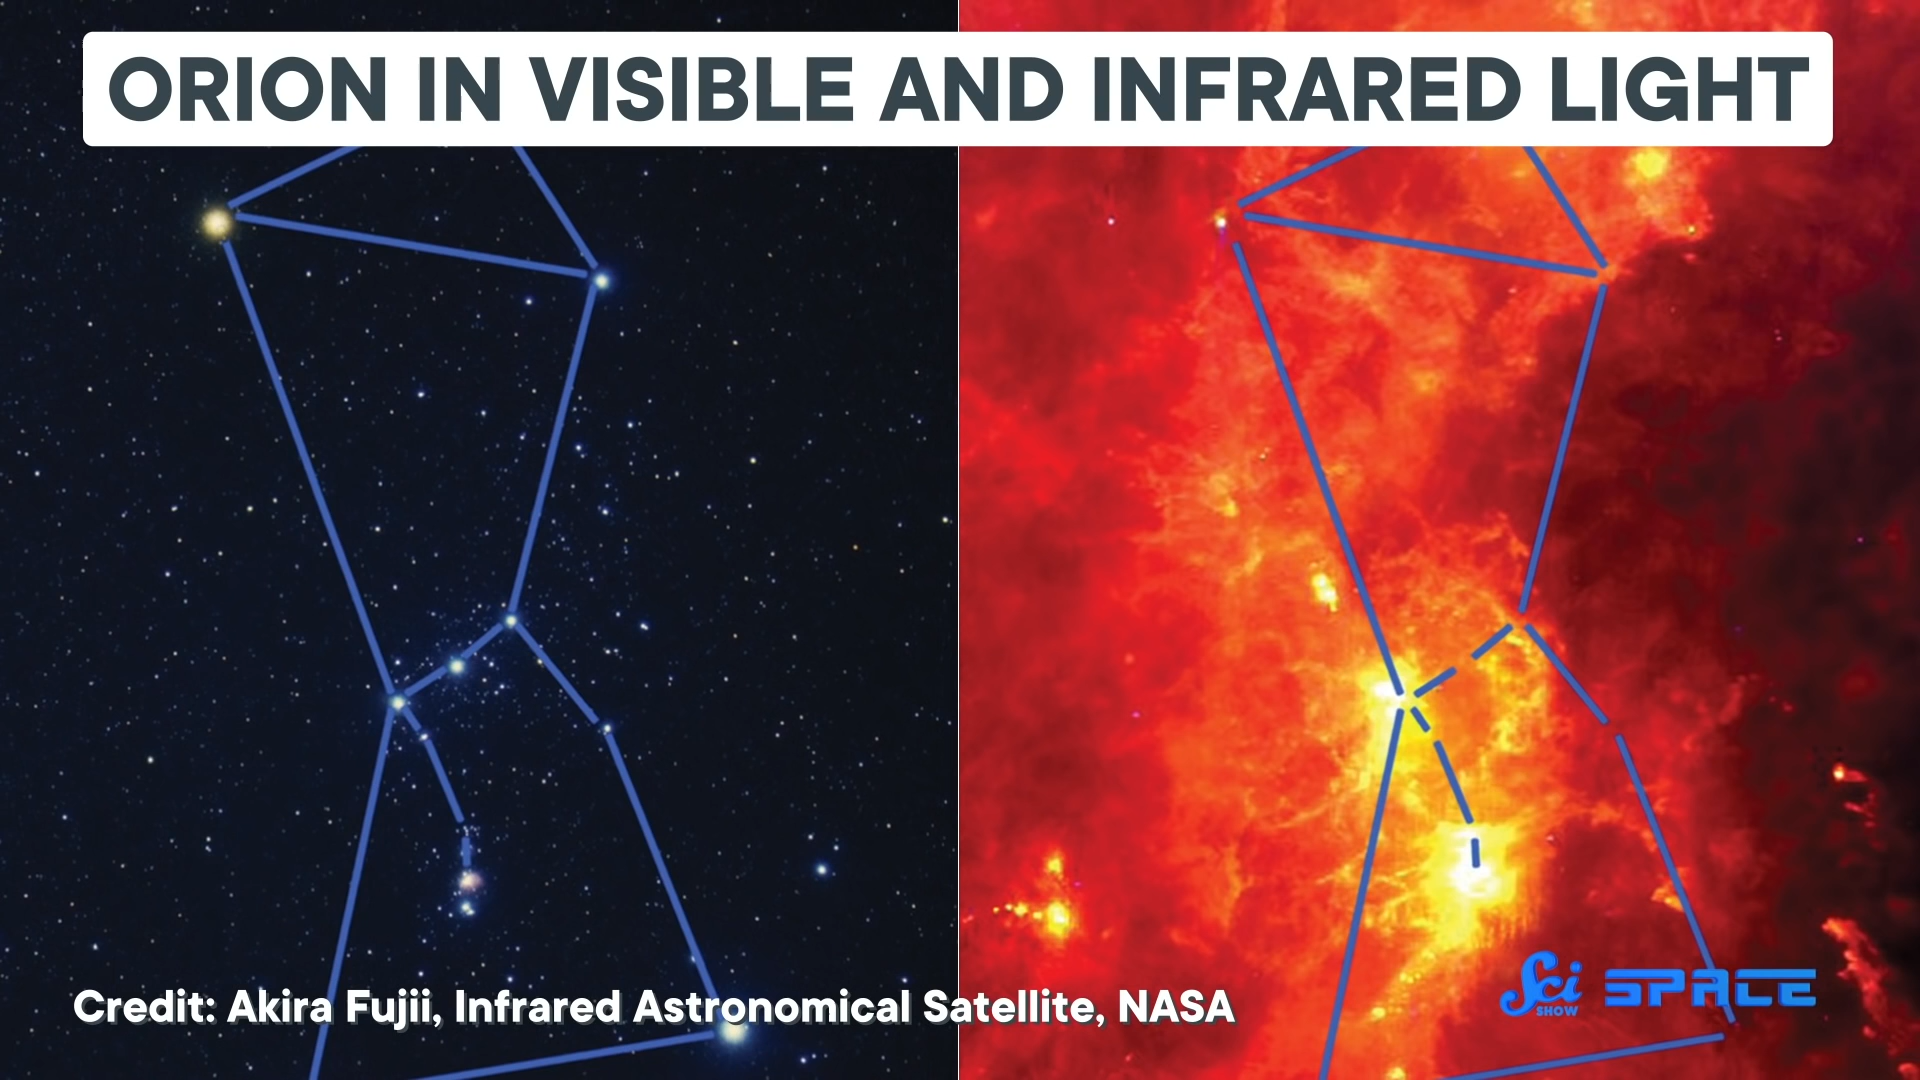 ORION IN VISIBLE AND INFRARED LIGHT
Credit: Akira Fujii, Infrared Astronomical Satellite, NASA
Sci SHOW SPACE